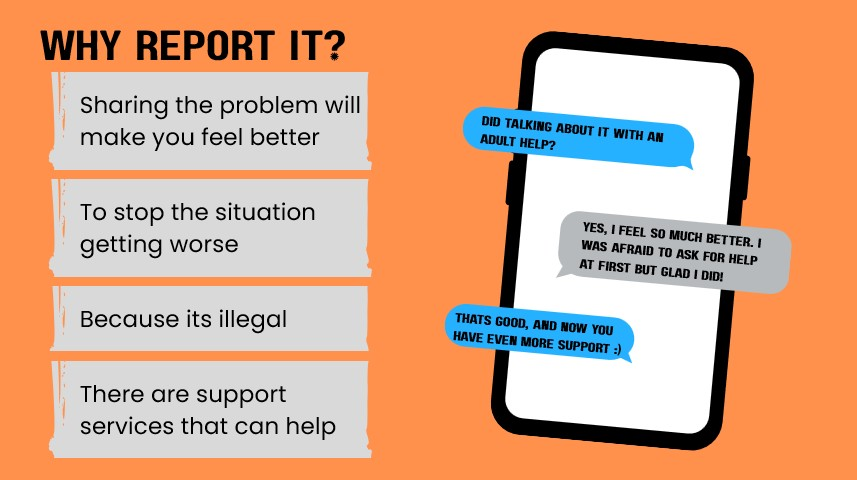 WHY REPORT IT?
Sharing the problem will
make you feel better
To stop the situation
getting worse
Because its illegal
There are support
services that can help
DID TALKING ABOUT IT WITH AN
ADULT HELP?
YES, I FEEL SO MUCH BETTER. I
WAS AFRAID TO ASK FOR HELP
AT FIRST BUT GLAD I DID!
THATS GOOD, AND NOW YOU
HAVE EVEN MORE SUPPORT :)